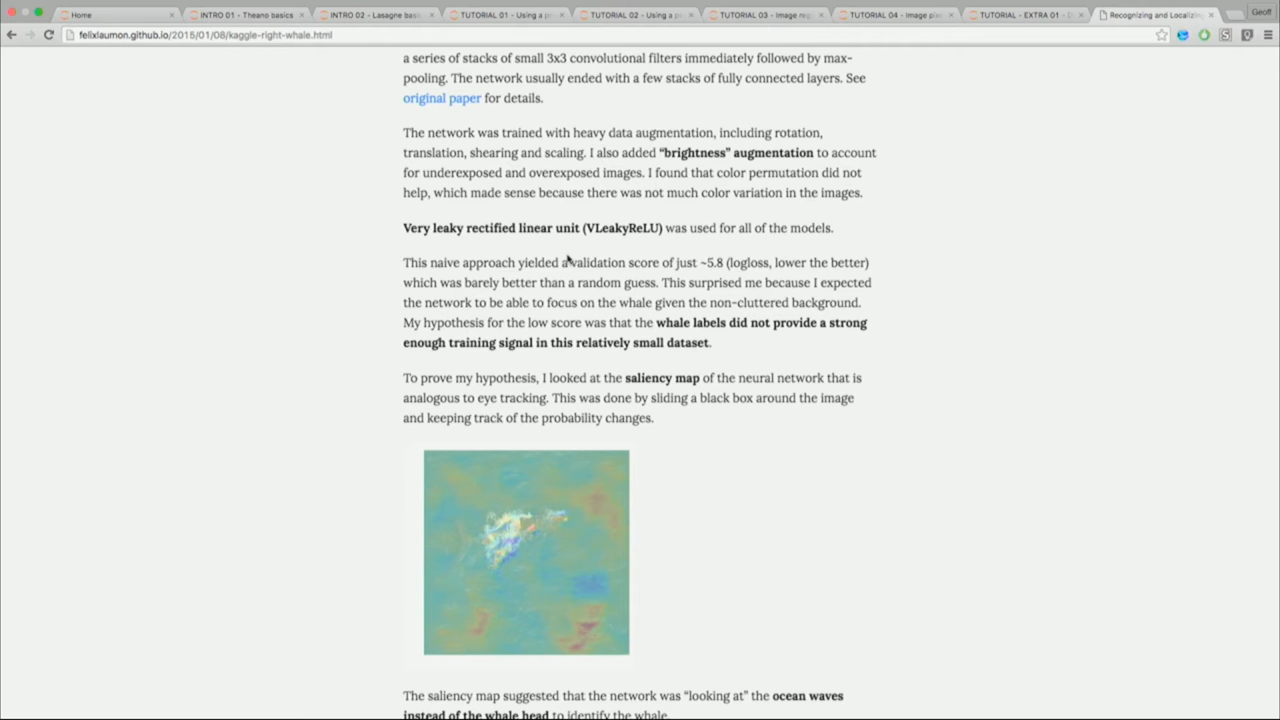 Home
INTRO 01 - Theano basics
INTRO 02 - Lasagne basi
TUTORIAL 01 - Using a p
TUTORIAL 02 - Using a p
TUTORIAL 03 - Image reg
TUTORIAL 04 - Image pix
TUTORIAL - EXTRA 01 -
Recognizing and Localizin
Geoff
felixlaumon.github.io/2015/01/08/kaggle-right-whale.html
a series of stacks of small 3x3 convolutional filters immediately followed by max-
pooling. The network usually ended with a few stacks of fully connected layers. See
original paper for details.
The network was trained with heavy data augmentation, including rotation,
translation, shearing and scaling. I also added “brightness” augmentation to account
for underexposed and overexposed images. I found that color permutation did not
help, which made sense because there was not much color variation in the images.
Very leaky rectified linear unit (VLeakyReLU) was used for all of the models.
This naive approach yielded a validation score of just ~5.8 (logloss, lower the better)
which was barely better than a random guess. This surprised me because I expected
the network to be able to focus on the whale given the non-cluttered background.
My hypothesis for the low score was that the whale labels did not provide a strong
enough training signal in this relatively small dataset.
To prove my hypothesis, I looked at the saliency map of the neural network that is
analogous to eye tracking. This was done by sliding a black box around the image
and keeping track of the probability changes.
The saliency map suggested that the network was “looking at” the ocean waves
instead of the whale head to identify the whale.